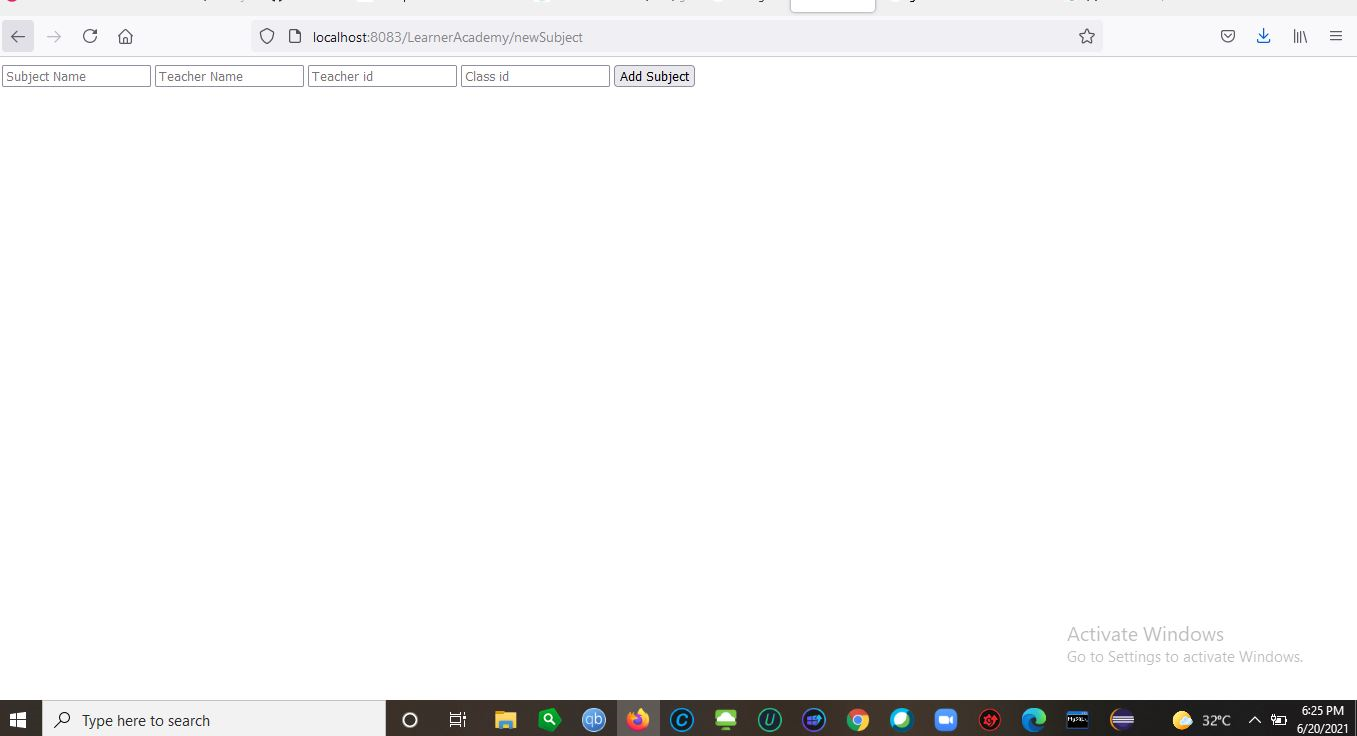 localhost:8083/LearnerAcademy/newSubject
Subject Name Teacher Name Teacher id Class id Add Subject
Activate Windows
Go to Settings to activate Windows.
Type here to search qb 32°C 6:25 PM
6/20/2021